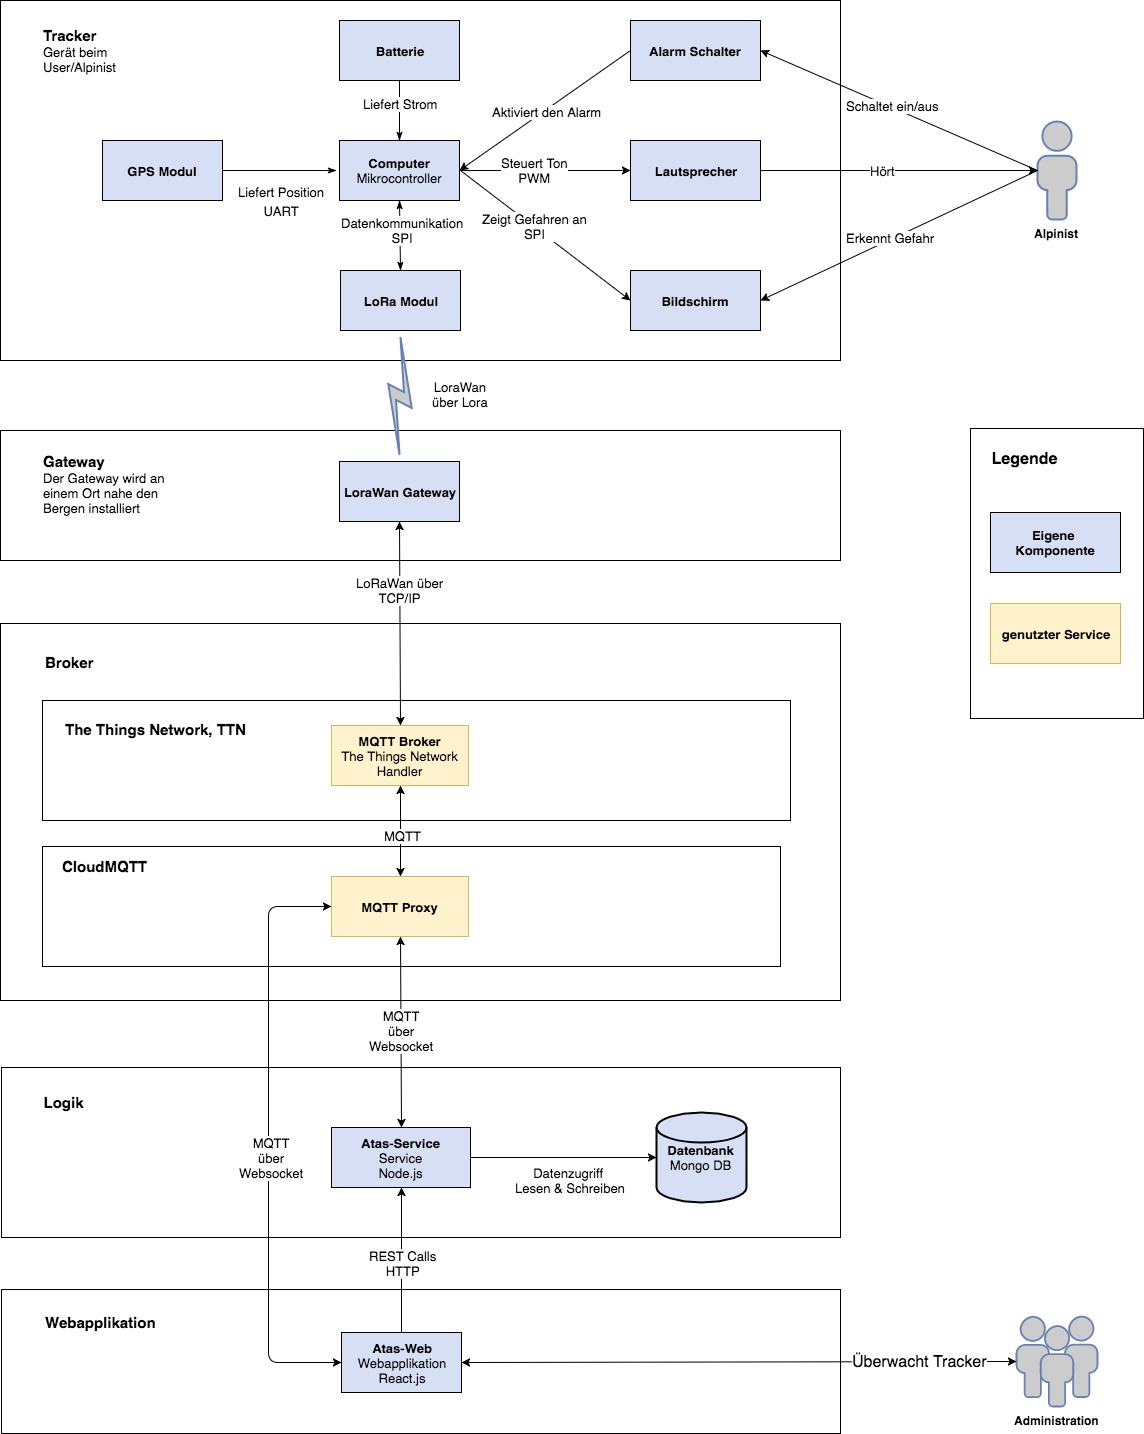 Tracker
Gerät beim
User/Alpinist
Batterie
Alarm Schalter
Liefert Strom
Aktiviert den Alarm
Schaltet ein/aus
GPS Modul
Computer
Mikrocontroller
Steuert Ton
PWM
Lautsprecher
Hört
Alpinist
Liefert Position
UART
Datenkommunikation
SPI
Zeigt Gefahren an
SPI
Erkennt Gefahr
LoRa Modul
Bildschirm
LoraWan
über Lora
Gateway
Der Gateway wird an
einem Ort nahe den
Bergen installiert
LoraWan Gateway
Legende
Eigene
Komponente
genutzter Service
LoRaWan über
TCP/IP
Broker
The Things Network, TTN
MQTT Broker
The Things Network
Handler
MQTT
CloudMQTT
MQTT Proxy
MQTT
über
Websocket
Logik
MQTT
über
Websocket
Atas-Service
Service
Node.js
Datenzugriff
Lesen & Schreiben
Datenbank
Mongo DB
REST Calls
HTTP
Webapplikation
Atas-Web
Webapplikation
React.js
Überwacht Tracker
Administration